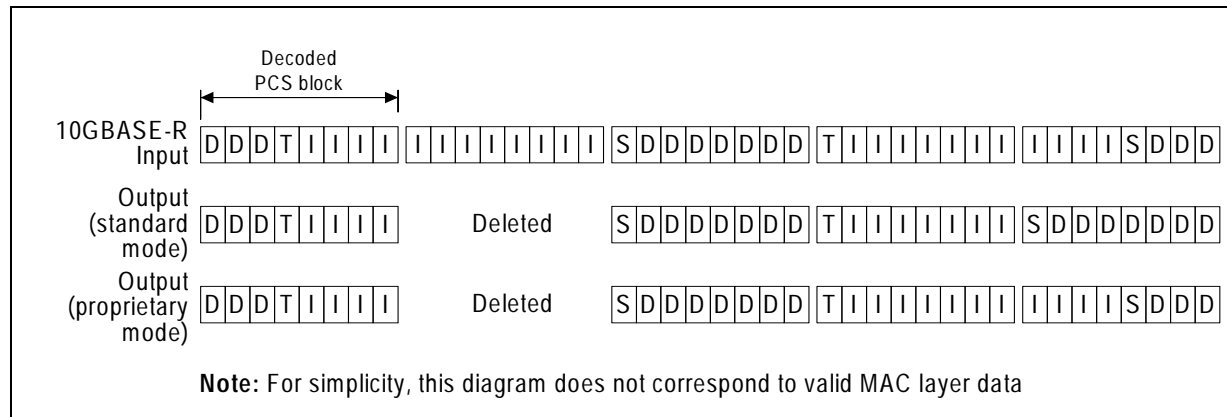 Decoded
PCS block
10GBASE-R
Input
D D D T I I I I I I I I I I I I S D D D D D D D T I I I I I I I I I I I S D D D
Output
(standard
mode)
D D D T I I I I Deleted S D D D D D D D T I I I I I I I S D D D D D D D
Output
(proprietary
mode)
D D D T I I I I Deleted S D D D D D D D T I I I I I I I I I I I S D D D
Note: For simplicity, this diagram does not correspond to valid MAC layer data